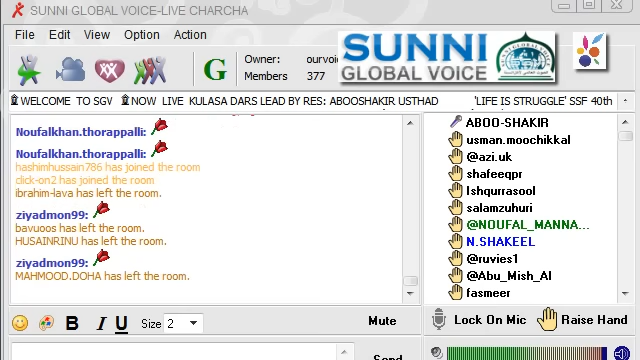 SUNNI GLOBAL VOICE-LIVE CHARCHA
File Edit View Option Action
G
Owner: ourvoi
Members 377
SUNNI
GLOBAL VOICE
WELCOME TO SGV NOW LIVE KULASA DARS LEAD BY RES: ABOOSHAKIR USTHAD 'LIFE IS STRUGGLE' SSF 40th
Noufalkhan.thorappalli:
Noufalkhan.thorappalli:
hashimhussain786 has joined the room
click-on2 has joined the room
ibrahim-lava has left the room.
ziyadmon99:
bavuoos has left the room.
HUSAINRINU has left the room.
ziyadmon99:
MAHMOOD.DOHA has left the room.
ABOO-SHAKIR
usman.moochikkal
@azi.uk
shafeeqpr
Ishqurrasool
salamzuhuri
@NOUFAL_MANNA...
N.SHAKEEL
@ruvies1
@Abu_Mish_Al
fasmeer
B I U Size 2 Mute
Lock On Mic Raise Hand
Send